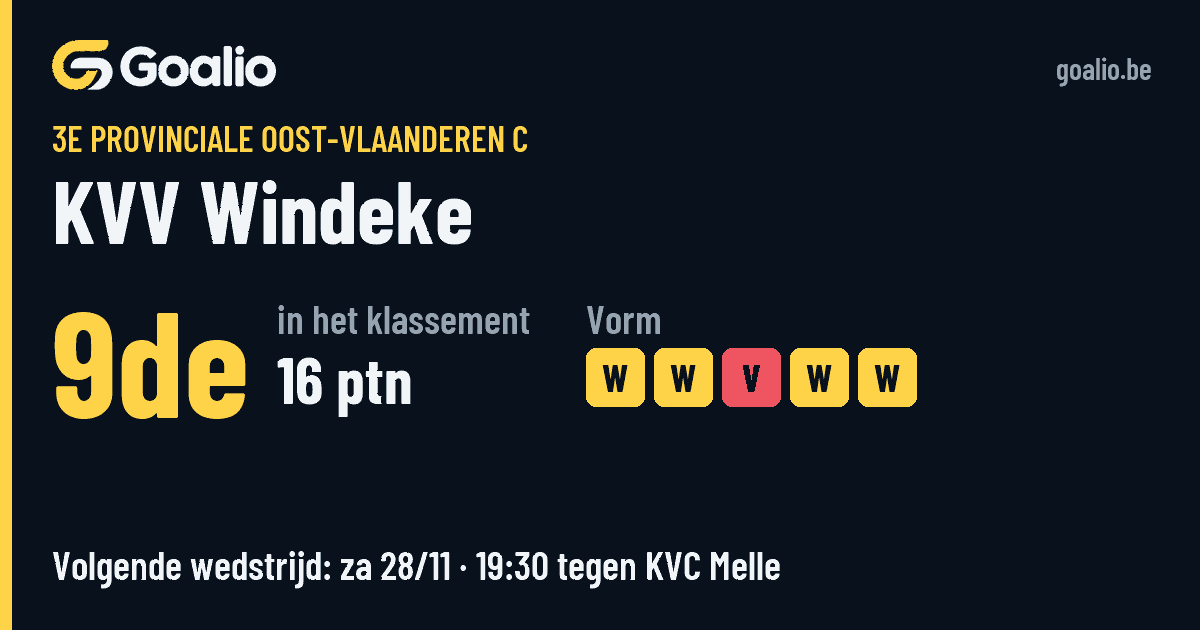 Goalio
goalio.be
3E PROVINCIALE OOST-VLAANDEREN C
KVV Windeke
9de
in het klassement
16 ptn
Vorm
W W V W W
Volgende wedstrijd: za 28/11 · 19:30 tegen KVC Melle